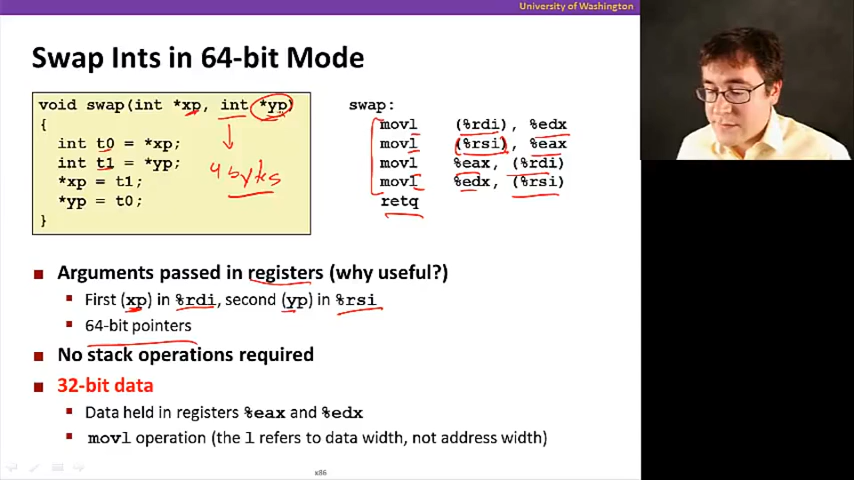 University of Washington
Swap Ints in 64-bit Mode
void swap(int *xp, int *yp)
{
int t0 = *xp;
int t1 = *yp;
*xp = t1;
*yp = t0;
}
4 bytes
swap:
movl (%rdi), %edx
movl (%rsi), %eax
movl %eax, (%rdi)
movl %edx, (%rsi)
retq
Arguments passed in registers (why useful?)
First (xp) in %rdi, second (yp) in %rsi
64-bit pointers
No stack operations required
32-bit data
Data held in registers %eax and %edx
movl operation (the l refers to data width, not address width)
x86